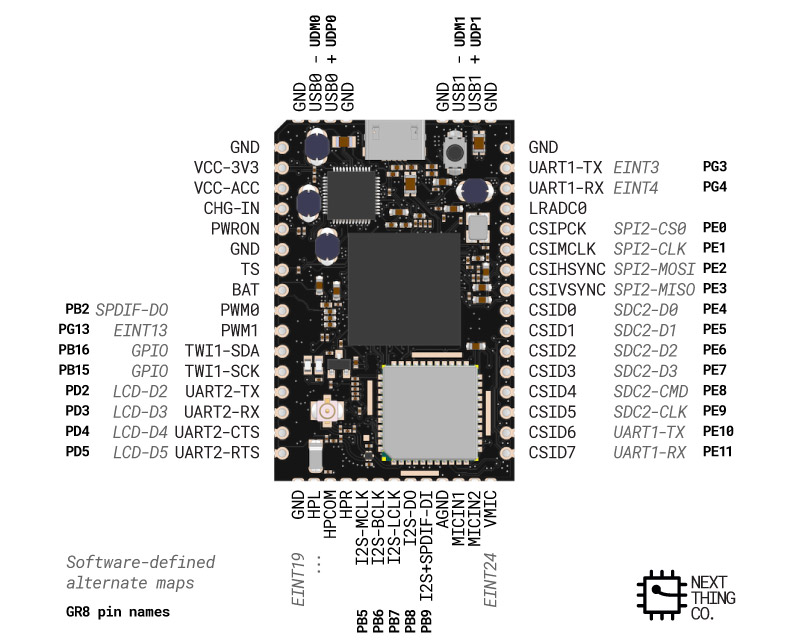 GND
USB0 - UDM0
USB0 + UDP0
GND
GND
USB1 - UDM1
USB1 + UDP1
GND
GND
VCC-3V3
VCC-ACC
CHG-IN
PWRON
GND
TS
BAT
PB2 SPDIF-DO PWM0
PG13 EINT13 PWM1
PB16 GPIO TWI1-SDA
PB15 GPIO TWI1-SCK
PD2 LCD-D2 UART2-TX
PD3 LCD-D3 UART2-RX
PD4 LCD-D4 UART2-CTS
PD5 LCD-D5 UART2-RTS
GND
UART1-TX EINT3 PG3
UART1-RX EINT4 PG4
LRADC0
CSIPCK SPI2-CS0 PE0
CSIMCLK SPI2-CLK PE1
CSIHSYNC SPI2-MOSI PE2
CSIVSYNC SPI2-MISO PE3
CSID0 SDC2-D0 PE4
CSID1 SDC2-D1 PE5
CSID2 SDC2-D2 PE6
CSID3 SDC2-D3 PE7
CSID4 SDC2-CMD PE8
CSID5 SDC2-CLK PE9
CSID6 UART1-TX PE10
CSID7 UART1-RX PE11
EINT19 GND
... HPL
HPCOM
HPR
PB5 I2S-MCLK
PB6 I2S-BCLK
PB7 I2S-LCLK
PB8 I2S-DO
PB9 I2S+SPDIF-DI
AGND
MICIN1
MICIN2
EINT24 VMIC
Software-defined
alternate maps
GR8 pin names
NEXT
THING
CO.